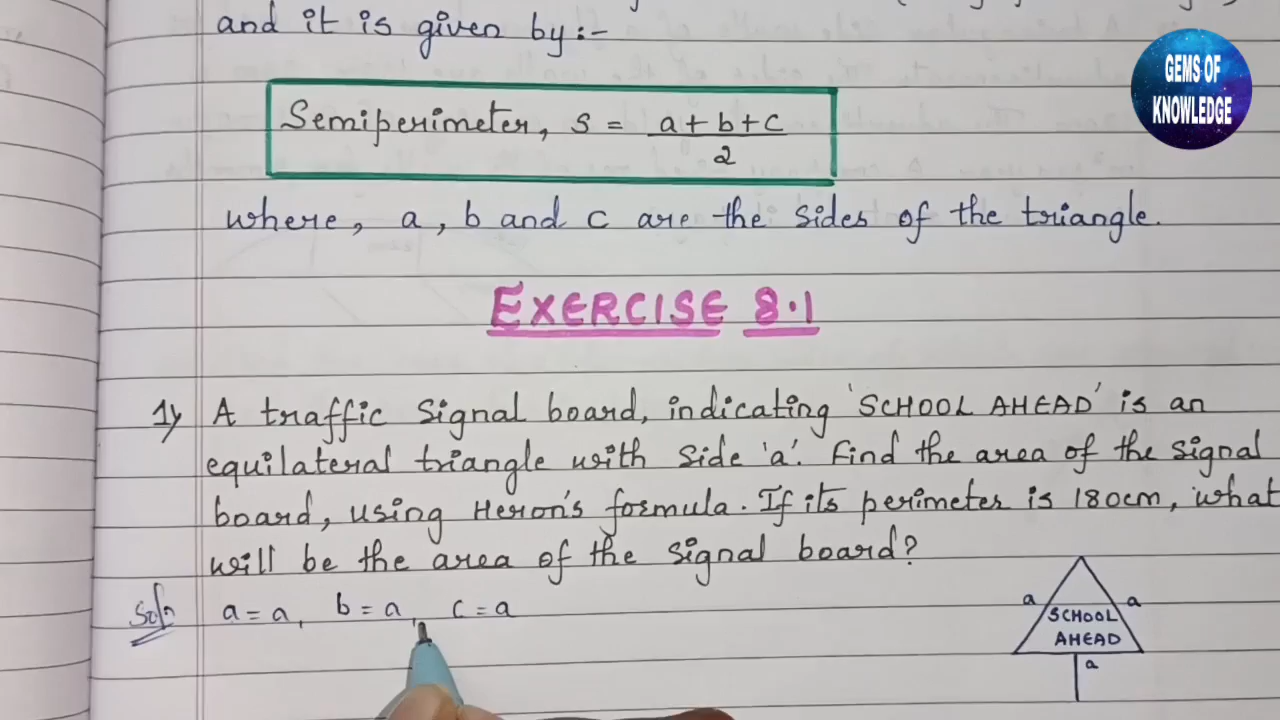 and it is given by:-
GEMS OF
KNOWLEDGE
Semiperimeter, s = a+b+c
2
where, a, b and c are the sides of the triangle.
EXERCISE 8.1
1) A traffic signal board, indicating 'SCHOOL AHEAD' is an
equilateral triangle with side 'a'. Find the area of the signal
board, using Heron's formula. If its perimeter is 180cm, what
will be the area of the signal board?
Soln a = a, b = a, c = a
a
a
SCHOOL
AHEAD
a